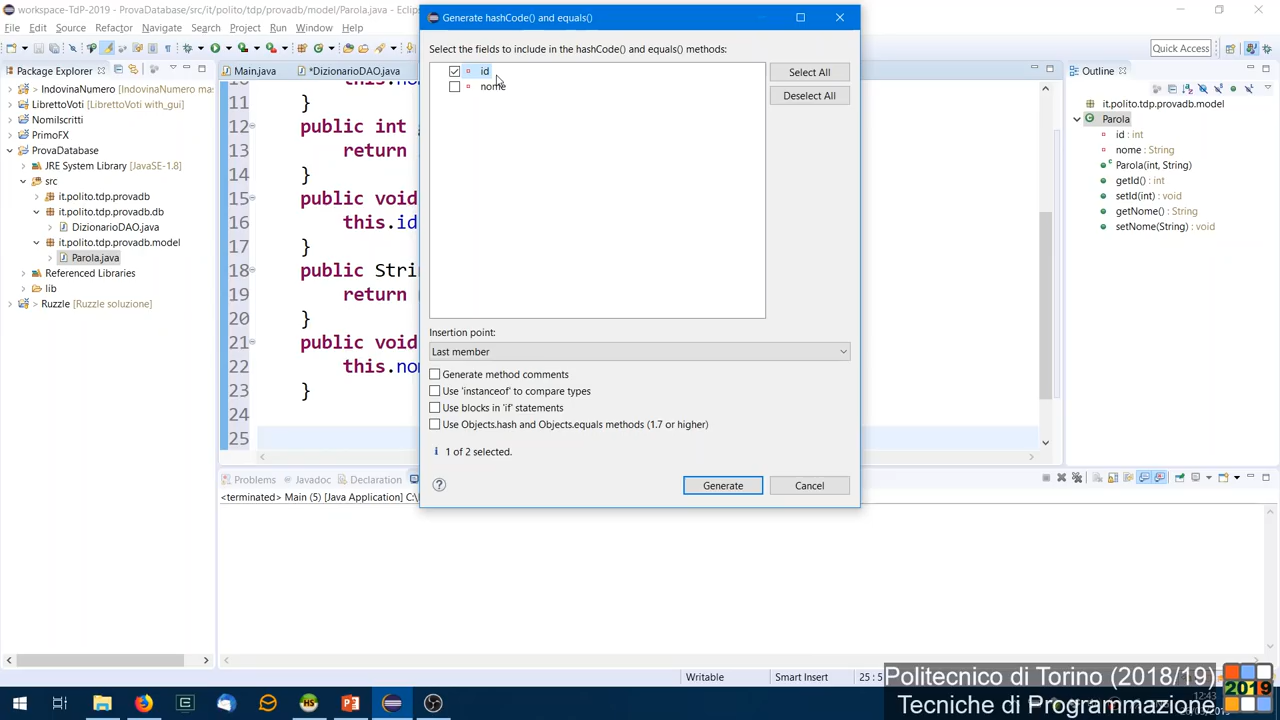 workspace-TdP-2019 - ProvaDatabase/src/it/polito/tdp/provadb/model/Parola.java - Eclips
Generate hashCode() and equals()
File Edit Source Refactor Navigate Search Project Run Window Help
Quick Access
Package Explorer
Main.java
*DizionarioDAO.java
Outline
IndovinaNumero [IndovinaNumero mas
LibrettoVoti [LibrettoVoti with_gui]
NomiIscritti
PrimoFX
ProvaDatabase
JRE System Library [JavaSE-1.8]
src
it.polito.tdp.provadb
it.polito.tdp.provadb.db
DizionarioDAO.java
it.polito.tdp.provadb.model
Parola.java
Referenced Libraries
lib
> Ruzzle [Ruzzle soluzione]
11 }
12 public int
13 return
14 }
15 public void
16 this.id
17 }
18 public Stri
19 return
20 }
21 public void
22 this.nom
23 }
24
25
Select the fields to include in the hashCode() and equals() methods:
id
nome
Select All
Deselect All
Insertion point:
Last member
Generate method comments
Use 'instanceof' to compare types
Use blocks in 'if' statements
Use Objects.hash and Objects.equals methods (1.7 or higher)
1 of 2 selected.
Generate
Cancel
it.polito.tdp.provadb.model
Parola
id : int
nome : String
Parola(int, String)
getId() : int
setId(int) : void
getNome() : String
setNome(String) : void
Problems
Javadoc
Declaration
<terminated> Main (5) [Java Application] C:\
Writable
Smart Insert
25 : 5
Politecnico di Torino (2018/19)
Tecniche di Programmazione
2019
12:43